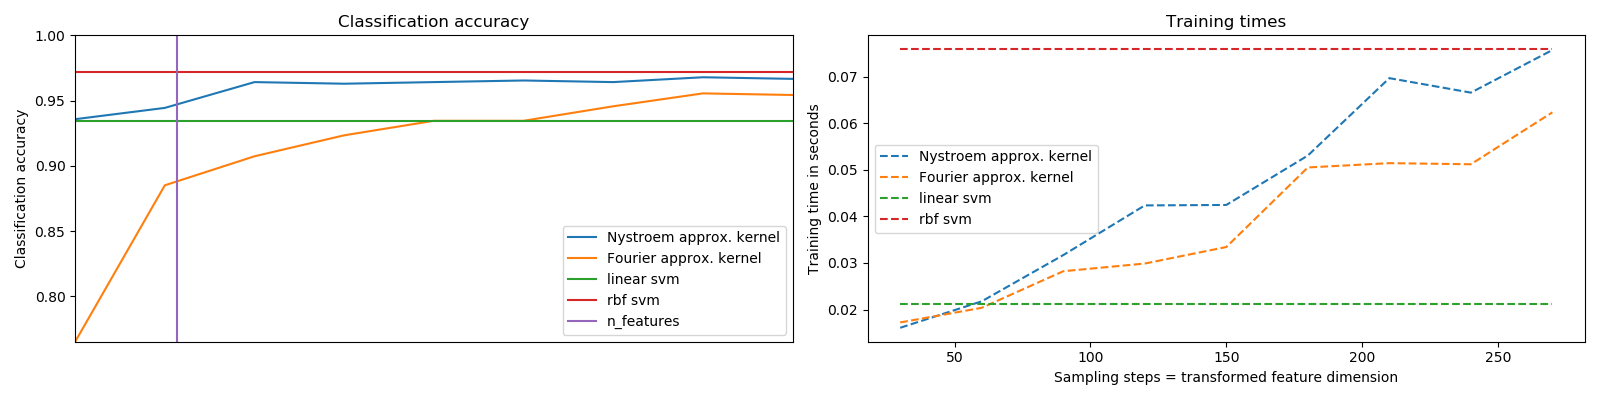 Classification accuracy
Classification accuracy
1.00
0.95
0.90
0.85
0.80
Nystroem approx. kernel
Fourier approx. kernel
linear svm
rbf svm
n_features
Training times
Training time in seconds
0.07
0.06
0.05
0.04
0.03
0.02
Nystroem approx. kernel
Fourier approx. kernel
linear svm
rbf svm
50 100 150 200 250
Sampling steps = transformed feature dimension